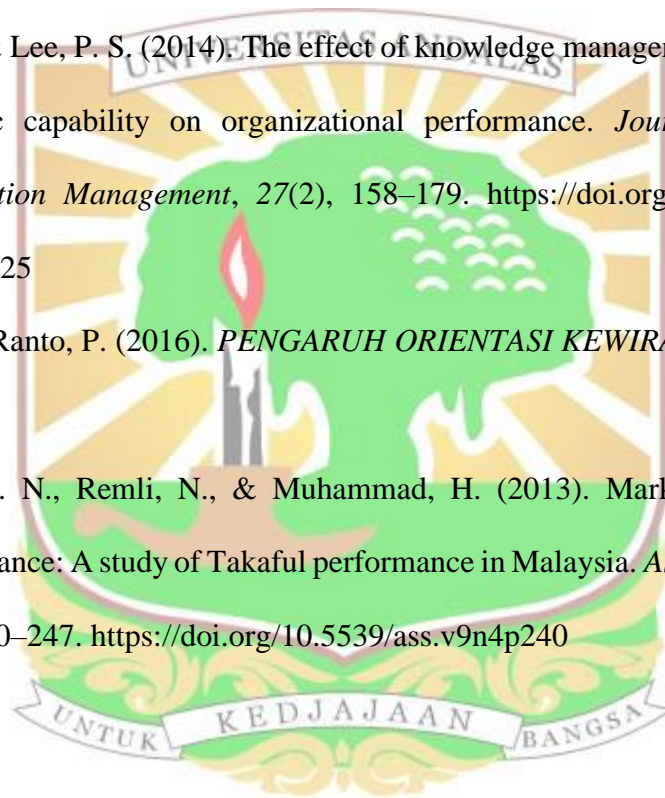 Lee, P. S. (2014). The effect of knowledge manager
UNIVERSITAS ANDALAS
capability on organizational performance. Jour
tion Management, 27(2), 158–179. https://doi.org
25
Ranto, P. (2016). PENGARUH ORIENTASI KEWIRA
. N., Remli, N., & Muhammad, H. (2013). Mark
ance: A study of Takaful performance in Malaysia. A
0–247. https://doi.org/10.5539/ass.v9n4p240
UNTUK KEDJAJAAN BANGSA